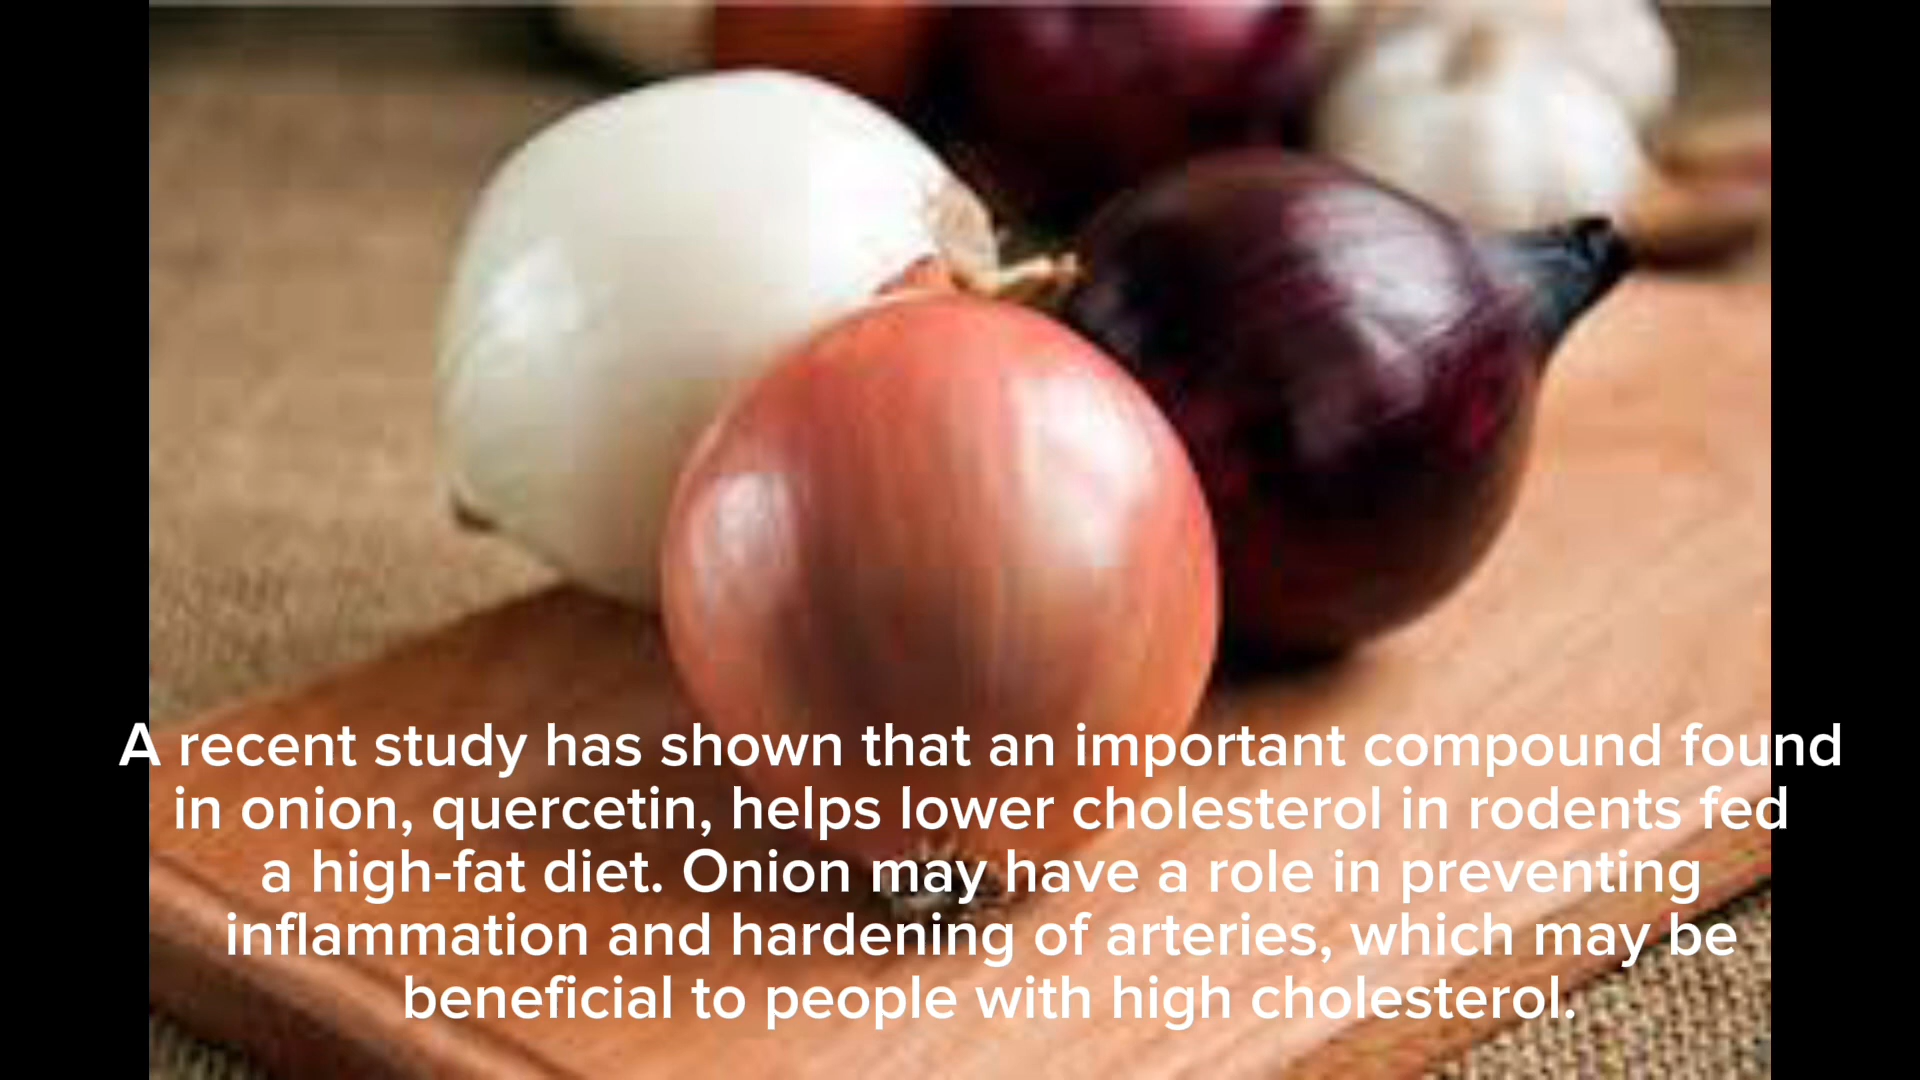 A recent study has shown that an important compound found
in onion, quercetin, helps lower cholesterol in rodents fed
a high-fat diet. Onion may have a role in preventing
inflammation and hardening of arteries, which may be
beneficial to people with high cholesterol.